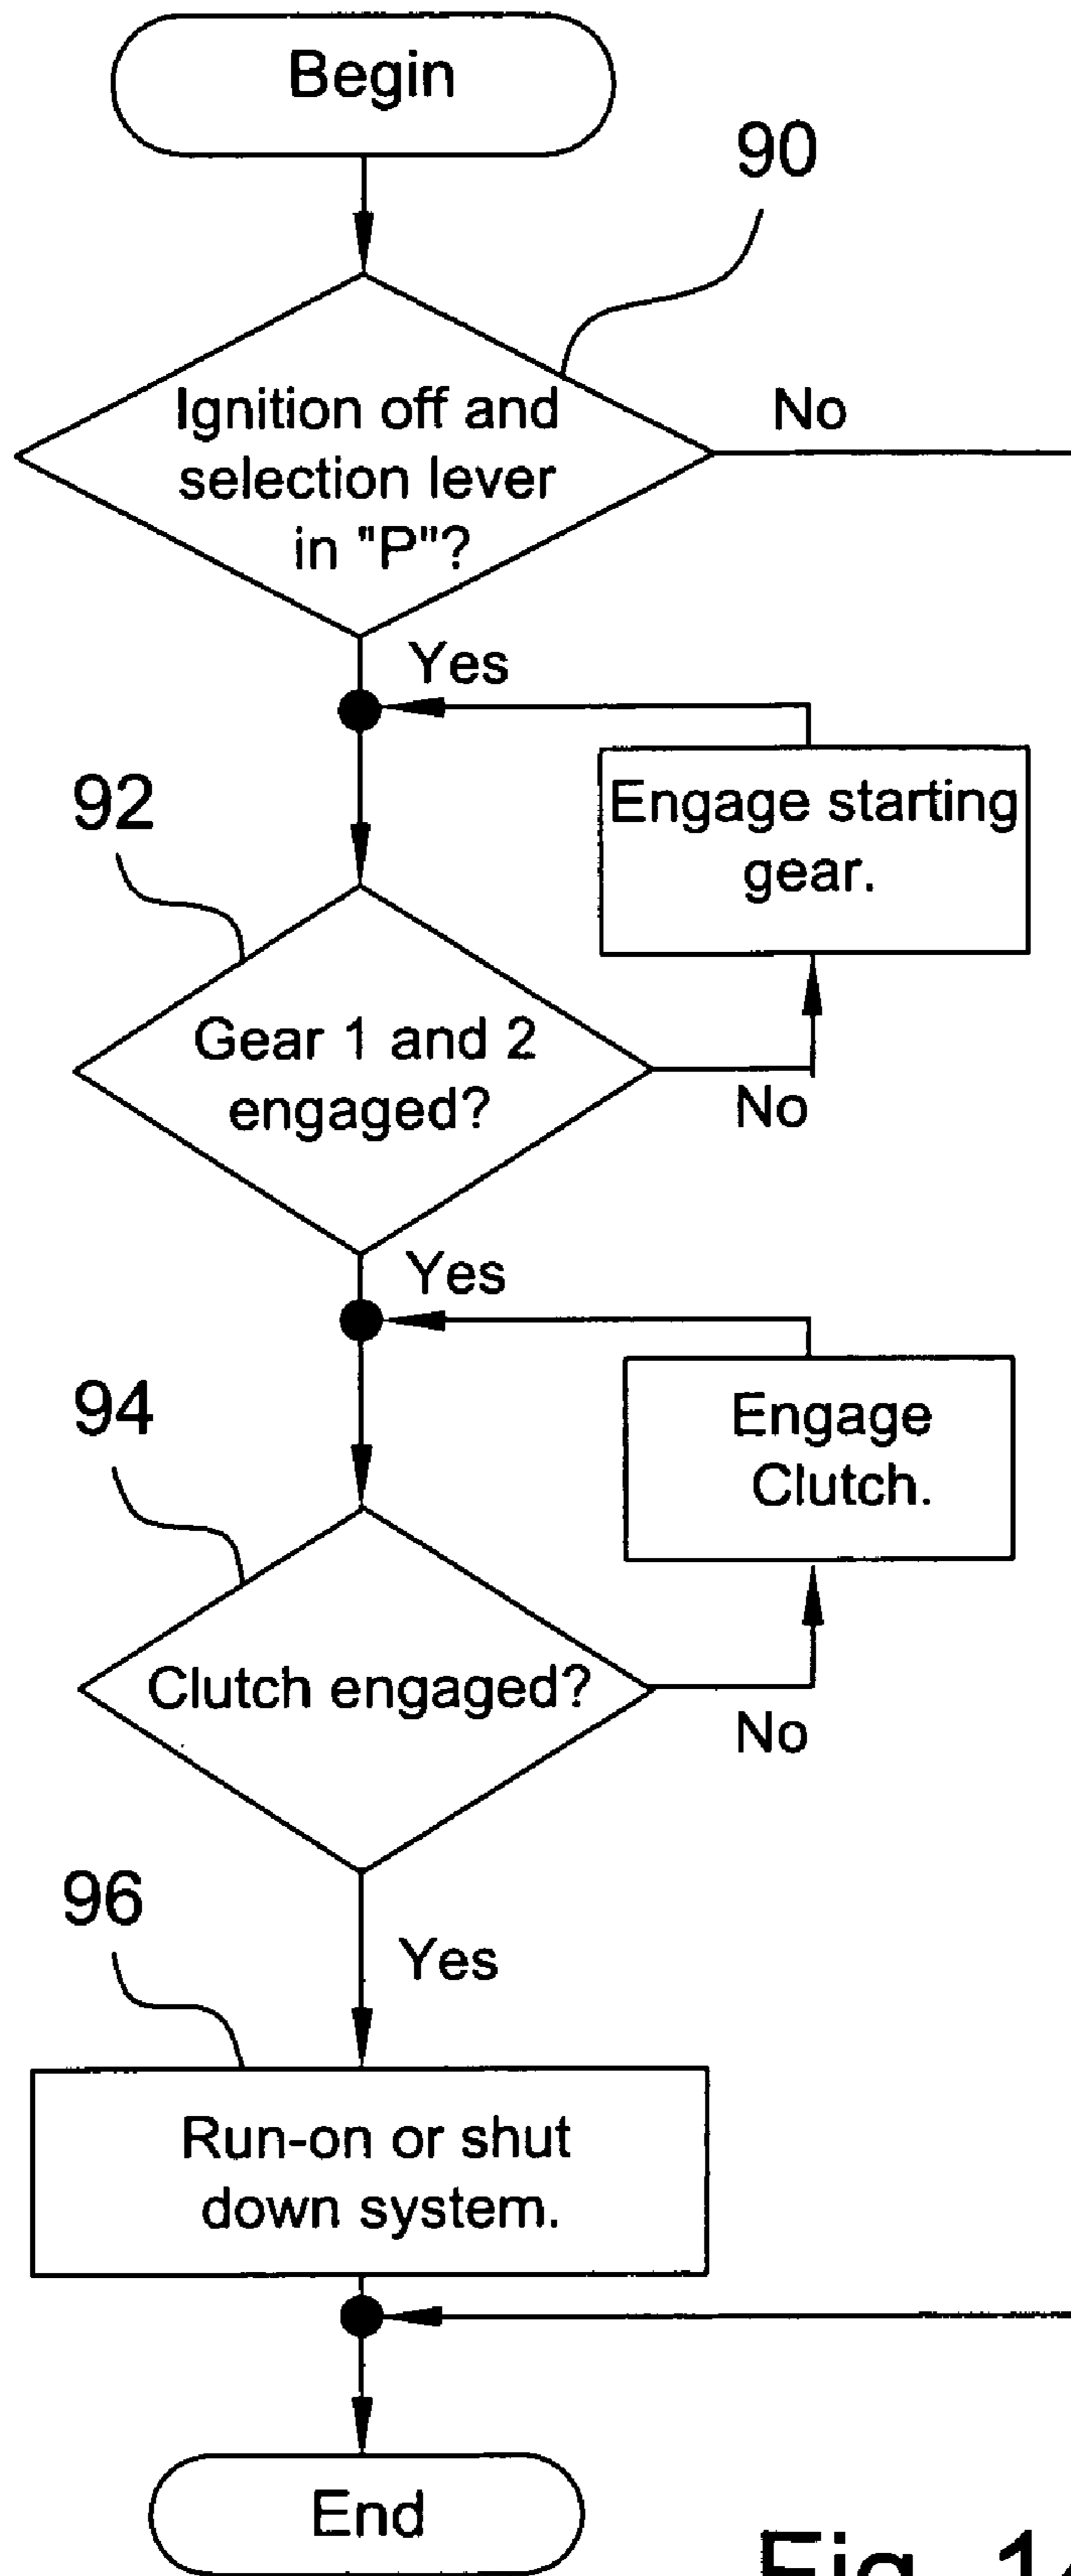 Begin
90
Ignition off and
selection lever
in "P"?
No
Yes
Engage starting
gear.
92
Gear 1 and 2
engaged?
No
Yes
Engage
Clutch.
94
Clutch engaged?
No
96
Yes
Run-on or shut
down system.
End